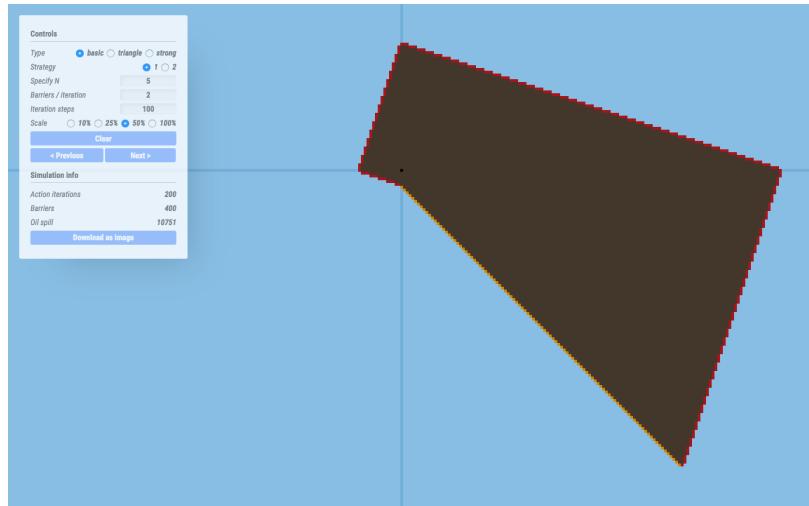 Controls
Type basic triangle strong
Strategy 1 2
Specify N 5
Barriers / iteration 2
Iteration steps 100
Scale 10% 25% 50% 100%
Clear
< Previous Next >
Simulation info
Action iterations 200
Barriers 400
Oil spill 10751
Download as image